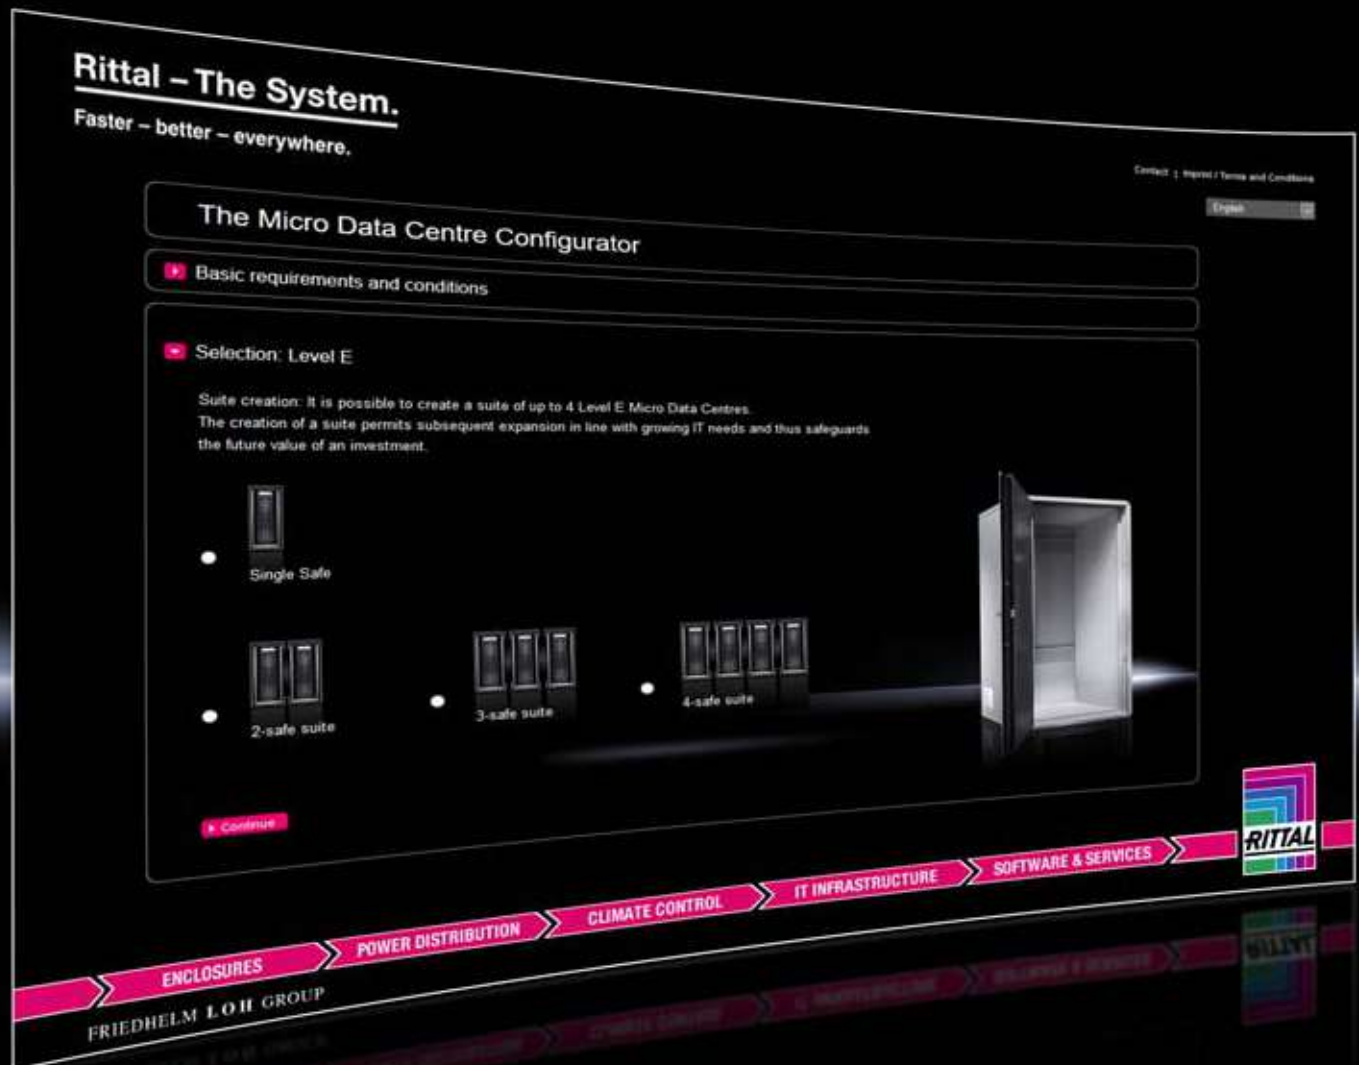 Rittal – The System.
Faster – better – everywhere.
Contact | Imprint / Terms and Conditions
English
The Micro Data Centre Configurator
Basic requirements and conditions
Selection: Level E
Suite creation: It is possible to create a suite of up to 4 Level E Micro Data Centres.
The creation of a suite permits subsequent expansion in line with growing IT needs and thus safeguards
the future value of an investment.
Single Safe
2-safe suite
3-safe suite
4-safe suite
Continue
RITTAL
ENCLOSURES
POWER DISTRIBUTION
CLIMATE CONTROL
IT INFRASTRUCTURE
SOFTWARE & SERVICES
FRIEDHELM LOH GROUP